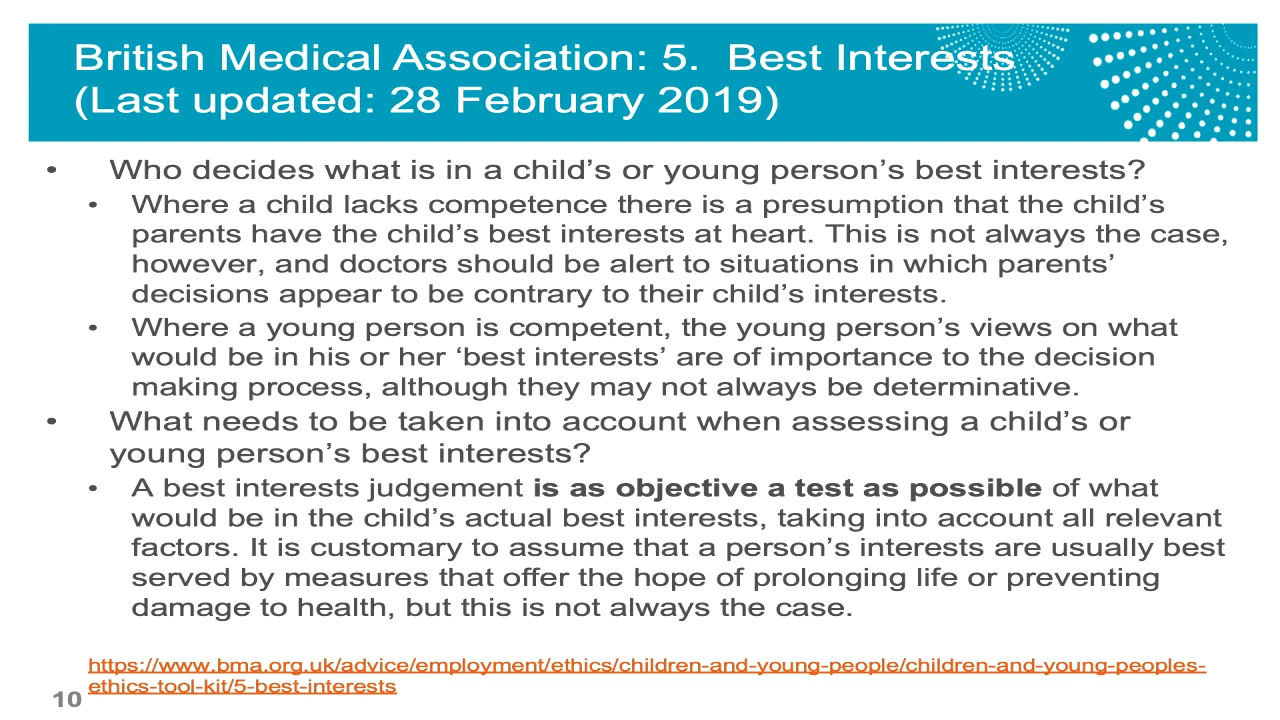 British Medical Association: 5.  Best Interests
(Last updated: 28 February 2019)
• Who decides what is in a child’s or young person’s best interests?
• Where a child lacks competence there is a presumption that the child’s
parents have the child’s best interests at heart. This is not always the case,
however, and doctors should be alert to situations in which parents’
decisions appear to be contrary to their child’s interests.
• Where a young person is competent, the young person’s views on what
would be in his or her ‘best interests’ are of importance to the decision
making process, although they may not always be determinative.
• What needs to be taken into account when assessing a child’s or
young person’s best interests?
• A best interests judgement is as objective a test as possible of what
would be in the child’s actual best interests, taking into account all relevant
factors. It is customary to assume that a person’s interests are usually best
served by measures that offer the hope of prolonging life or preventing
damage to health, but this is not always the case.
https://www.bma.org.uk/advice/employment/ethics/children-and-young-people/children-and-young-peoples-
ethics-tool-kit/5-best-interests
10